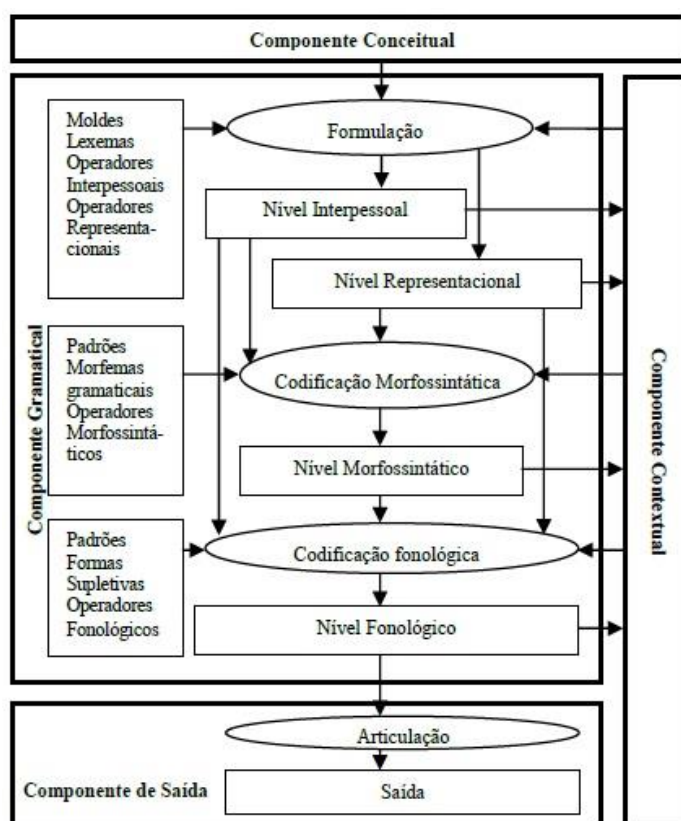 Componente Conceitual
Moldes
Lexemas
Operadores
Interpessoais
Operadores
Representa-
cionais
Formulação
Nível Interpessoal
Nível Representacional
Componente Gramatical
Padrões
Morfemas
gramaticais
Operadores
Morfossintá-
ticos
Codificação Morfossintática
Nível Morfossintático
Componente Contextual
Padrões
Formas
Supletivas
Operadores
Fonológicos
Codificação fonológica
Nível Fonológico
Articulação
Componente de Saída
Saída